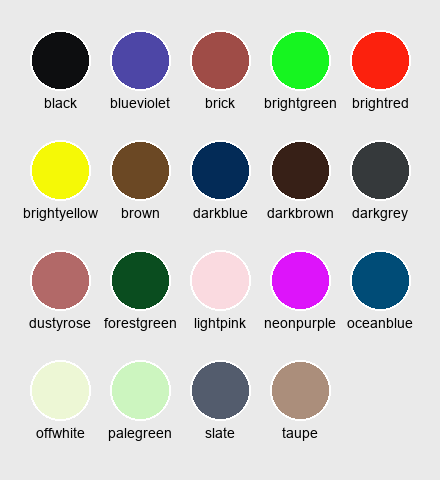 black blueviolet brick brightgreen brightred
brightyellow brown darkblue darkbrown darkgrey
dustyrose forestgreen lightpink neonpurple oceanblue
offwhite palegreen slate taupe